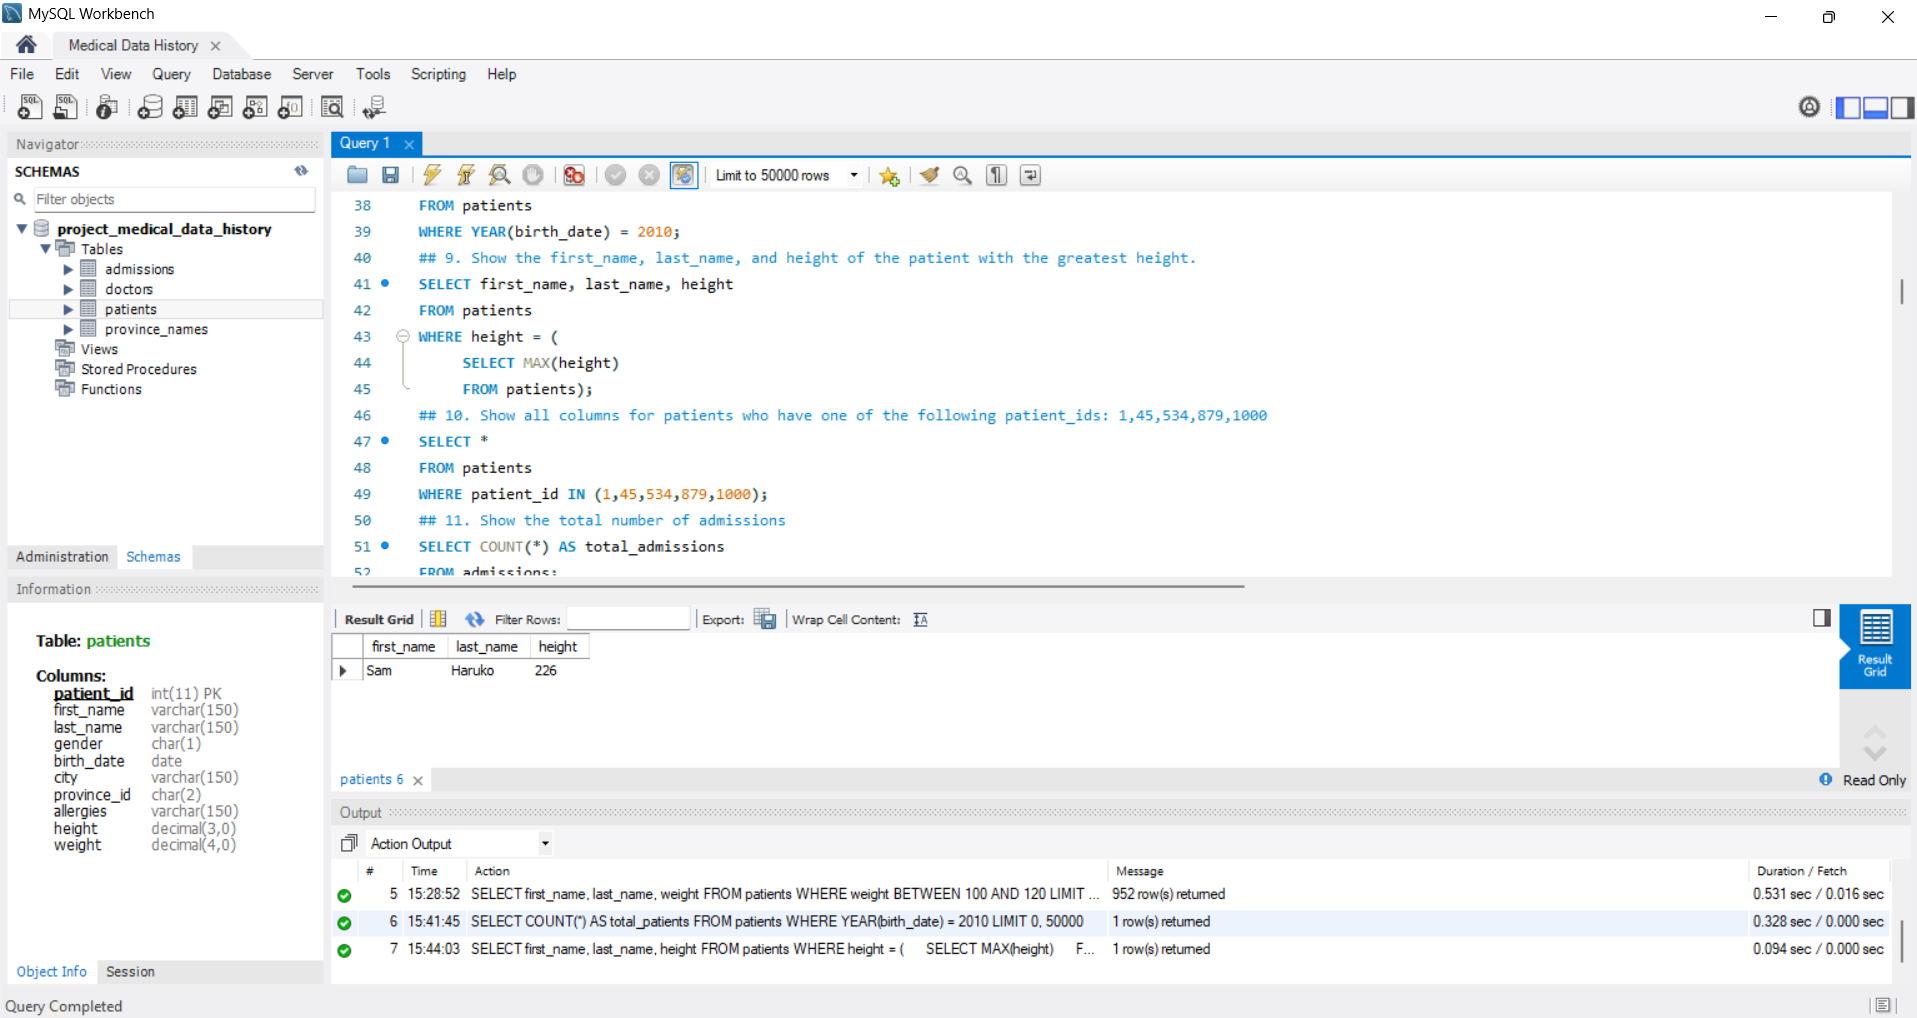 MySQL Workbench
Medical Data History
File Edit View Query Database Server Tools Scripting Help
Navigator
SCHEMAS
Filter objects
project_medical_data_history
Tables
admissions
doctors
patients
province_names
Views
Stored Procedures
Functions
Administration Schemas
Information
Table: patients
Columns:
patient_id int(11) PK
first_name varchar(150)
last_name varchar(150)
gender char(1)
birth_date date
city varchar(150)
province_id char(2)
allergies varchar(150)
height decimal(3,0)
weight decimal(4,0)
Object Info Session
Query 1
Limit to 50000 rows
38 FROM patients
39 WHERE YEAR(birth_date) = 2010;
40 ## 9. Show the first_name, last_name, and height of the patient with the greatest height.
41 SELECT first_name, last_name, height
42 FROM patients
43 WHERE height = (
44 SELECT MAX(height)
45 FROM patients);
46 ## 10. Show all columns for patients who have one of the following patient_ids: 1,45,534,879,1000
47 SELECT *
48 FROM patients
49 WHERE patient_id IN (1,45,534,879,1000);
50 ## 11. Show the total number of admissions
51 SELECT COUNT(*) AS total_admissions
52 FROM admissions;
Result Grid Filter Rows: Export: Wrap Cell Content:
first_name last_name height
Sam Haruko 226
Result Grid
patients 6
Read Only
Output
Action Output
# Time Action Message Duration / Fetch
5 15:28:52 SELECT first_name, last_name, weight FROM patients WHERE weight BETWEEN 100 AND 120 LIMIT ... 952 row(s) returned 0.531 sec / 0.016 sec
6 15:41:45 SELECT COUNT(*) AS total_patients FROM patients WHERE YEAR(birth_date) = 2010 LIMIT 0, 50000 1 row(s) returned 0.328 sec / 0.000 sec
7 15:44:03 SELECT first_name, last_name, height FROM patients WHERE height = ( SELECT MAX(height) F... 1 row(s) returned 0.094 sec / 0.000 sec
Query Completed